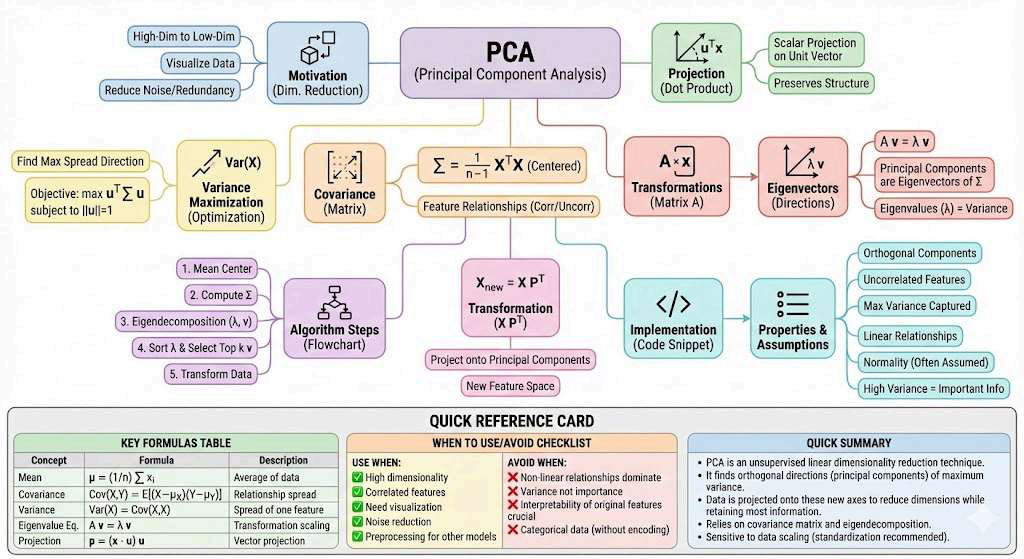 PCA
(Principal Component Analysis)
High-Dim to Low-Dim
Visualize Data
Reduce Noise/Redundancy
Motivation
(Dim. Reduction)
uᵀx
Projection
(Dot Product)
Scalar Projection
on Unit Vector
Preserves Structure
Find Max Spread Direction
Objective: max uᵀ∑ u
subject to ||u||=1
Var(X)
Variance
Maximization
(Optimization)
Covariance
(Matrix)
Σ = 1/(n−1) XᵀX (Centered)
Feature Relationships (Corr/Uncorr)
A x
Transformations
(Matrix A)
λ v
Eigenvectors
(Directions)
A v = λ v
Principal Components
are Eigenvectors of Σ
Eigenvalues (λ) = Variance
1. Mean Center
2. Compute Σ
3. Eigendecomposition (λ, v)
4. Sort λ & Select Top k v
5. Transform Data
Algorithm Steps
(Flowchart)
Xnew = X Pᵀ
Transformation
(X Pᵀ)
Project onto Principal Components
New Feature Space
</>
Implementation
(Code Snippet)
Properties &
Assumptions
Orthogonal Components
Uncorrelated Features
Max Variance Captured
Linear Relationships
Normality (Often Assumed)
High Variance = Important Info
QUICK REFERENCE CARD
KEY FORMULAS TABLE
Concept Formula Description
Mean μ = (1/n) ∑ xᵢ Average of data
Covariance Cov(X,Y) = E[(X−μX)(Y−μY)] Relationship spread
Variance Var(X) = Cov(X,X) Spread of one feature
Eigenvalue Eq. A v = λ v Transformation scaling
Projection p = (x · u) u Vector projection
WHEN TO USE/AVOID CHECKLIST
USE WHEN:
✅ High dimensionality
✅ Correlated features
✅ Need visualization
✅ Noise reduction
✅ Preprocessing for other models
AVOID WHEN:
❌ Non-linear relationships dominate
❌ Variance not importance
❌ Interpretability of original features
crucial
❌ Categorical data (without encoding)
QUICK SUMMARY
• PCA is an unsupervised linear dimensionality reduction technique.
• It finds orthogonal directions (principal components) of maximum
variance.
• Data is projected onto these new axes to reduce dimensions while
retaining most information.
• Relies on covariance matrix and eigendecomposition.
• Sensitive to data scaling (standardization recommended).